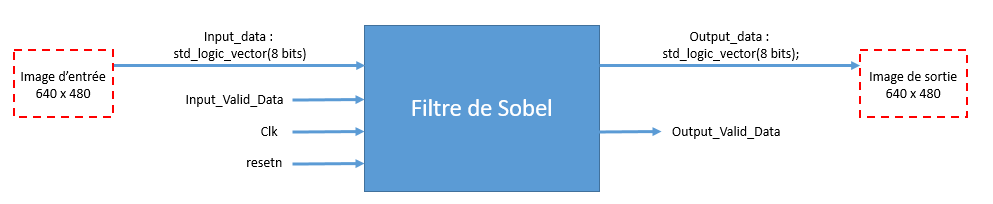 Input_data :
std_logic_vector(8 bits)
Image d'entrée
640 x 480
Input_Valid_Data
Clk
resetn
Filtre de Sobel
Output_data :
std_logic_vector(8 bits);
Image de sortie
640 x 480
Output_Valid_Data